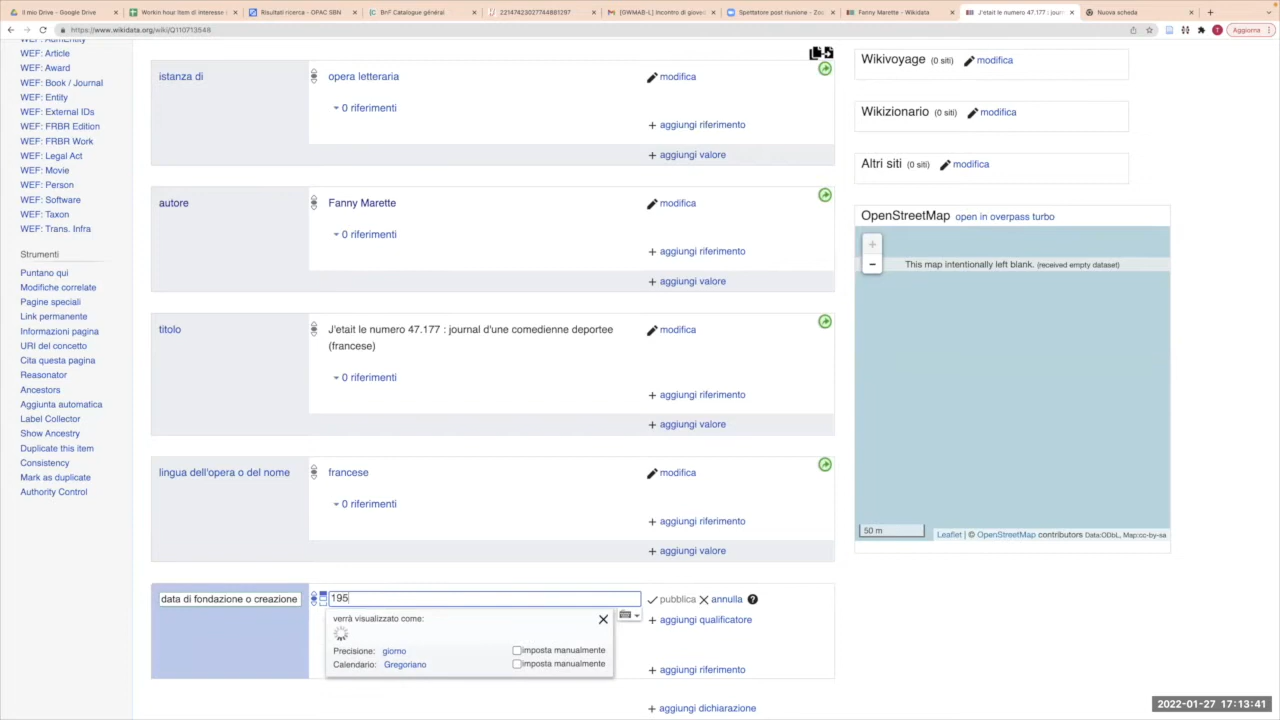 Il mio Drive - Google Drive
Workin hour item di interesse s
Risultati ricerca - OPAC SBN
BnF Catalogue général
22147423027744881297
[GWMAB-L] Incontro di giove
Spettatore post riunione - Zoo
Fanny Marette - Wikidata
J'etait le numero 47.177 : jour
Nuova scheda
https://www.wikidata.org/wiki/Q110713548
Aggiorna
WEF: Article
WEF: Award
WEF: Book / Journal
WEF: Entity
WEF: External IDs
WEF: FRBR Edition
WEF: FRBR Work
WEF: Legal Act
WEF: Movie
WEF: Person
WEF: Software
WEF: Taxon
WEF: Trans. Infra
Strumenti
Puntano qui
Modifiche correlate
Pagine speciali
Link permanente
Informazioni pagina
URI del concetto
Cita questa pagina
Reasonator
Ancestors
Aggiunta automatica
Label Collector
Show Ancestry
Duplicate this item
Consistency
Mark as duplicate
Authority Control
istanza di
opera letteraria
modifica
0 riferimenti
+ aggiungi riferimento
+ aggiungi valore
autore
Fanny Marette
modifica
0 riferimenti
+ aggiungi riferimento
+ aggiungi valore
titolo
J'etait le numero 47.177 : journal d'une comedienne deportee
(francese)
modifica
0 riferimenti
+ aggiungi riferimento
+ aggiungi valore
lingua dell'opera o del nome
francese
modifica
0 riferimenti
+ aggiungi riferimento
+ aggiungi valore
data di fondazione o creazione
195
pubblica
annulla
verrà visualizzato come:
Precisione: giorno
imposta manualmente
Calendario: Gregoriano
imposta manualmente
+ aggiungi qualificatore
+ aggiungi riferimento
+ aggiungi dichiarazione
Wikivoyage (0 siti) modifica
Wikizionario (0 siti) modifica
Altri siti (0 siti) modifica
OpenStreetMap open in overpass turbo
+
−
This map intentionally left blank. (received empty dataset)
50 m
Leaflet | © OpenStreetMap contributors Data:ODbL, Map:cc-by-sa
2022-01-27 17:13:41